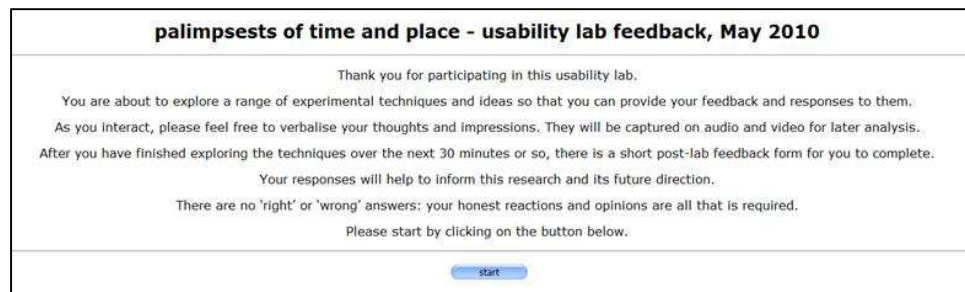 palimpsests of time and place - usability lab feedback, May 2010
Thank you for participating in this usability lab.
You are about to explore a range of experimental techniques and ideas so that you can provide your feedback and responses to them.
As you interact, please feel free to verbalise your thoughts and impressions. They will be captured on audio and video for later analysis.
After you have finished exploring the techniques over the next 30 minutes or so, there is a short post-lab feedback form for you to complete.
Your responses will help to inform this research and its future direction.
There are no ‘right’ or ‘wrong’ answers: your honest reactions and opinions are all that is required.
Please start by clicking on the button below.
start